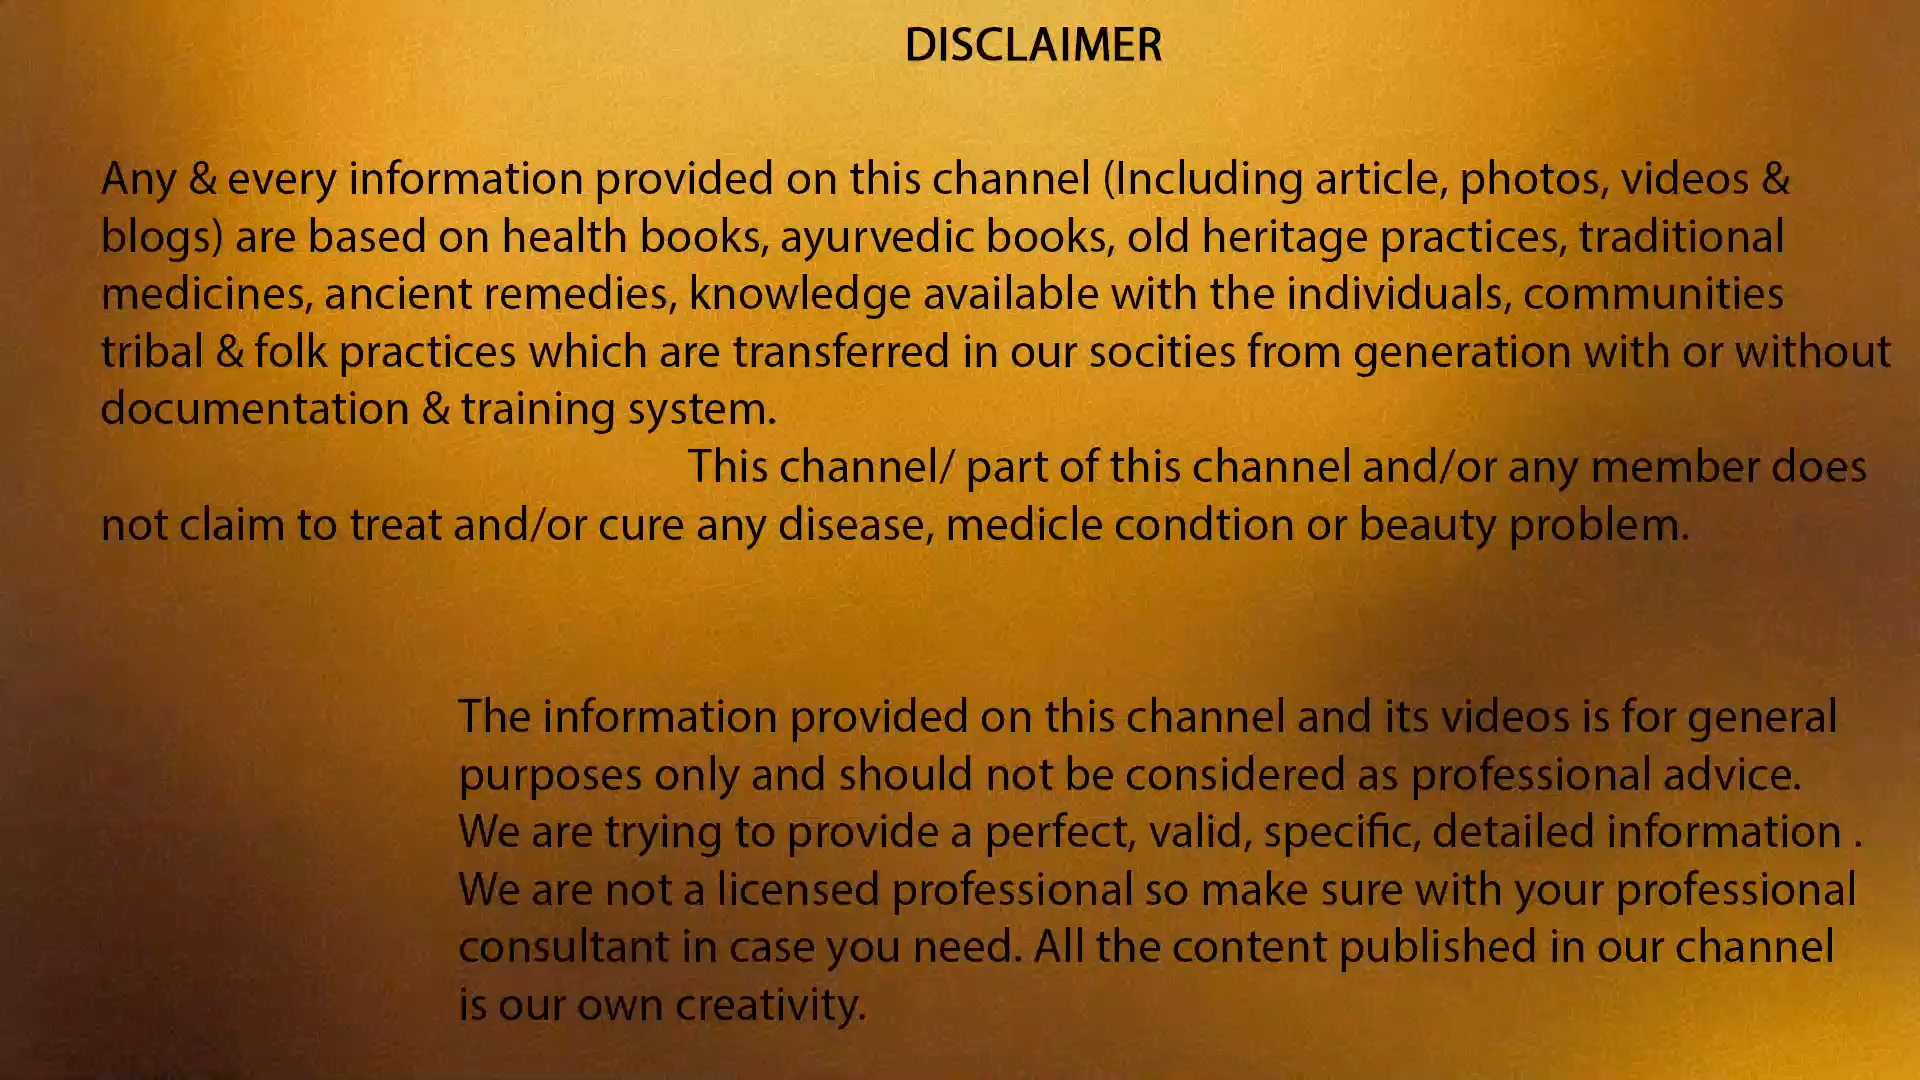 DISCLAIMER
Any & every information provided on this channel (Including article, photos, videos &
blogs) are based on health books, ayurvedic books, old heritage practices, traditional
medicines, ancient remedies, knowledge available with the individuals, communities
tribal & folk practices which are transferred in our socities from generation with or without
documentation & training system.
This channel/ part of this channel and/or any member does
not claim to treat and/or cure any disease, medicle condtion or beauty problem.
The information provided on this channel and its videos is for general
purposes only and should not be considered as professional advice.
We are trying to provide a perfect, valid, specific, detailed information .
We are not a licensed professional so make sure with your professional
consultant in case you need. All the content published in our channel
is our own creativity.